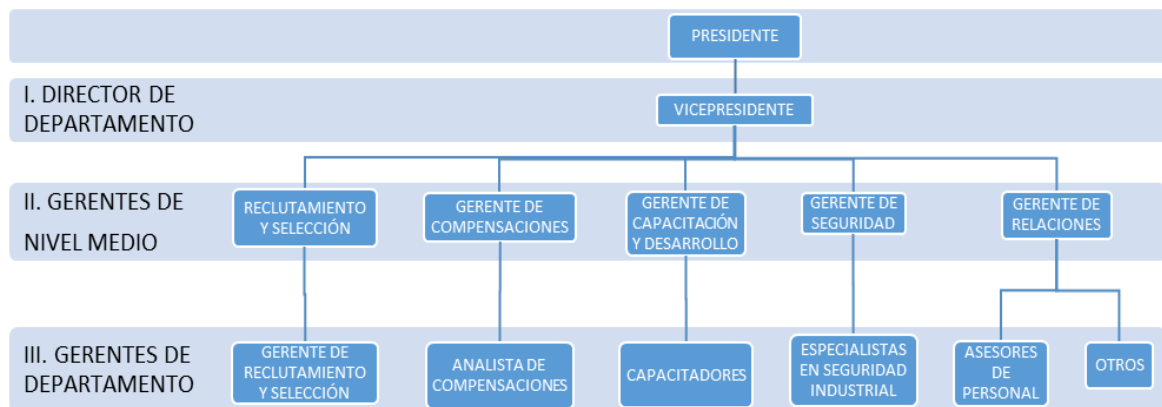 PRESIDENTE
I. DIRECTOR DE
DEPARTAMENTO
VICEPRESIDENTE
II. GERENTES DE
NIVEL MEDIO
RECLUTAMIENTO
Y SELECCIÓN
GERENTE DE
COMPENSACIONES
GERENTE DE
CAPACITACIÓN
Y DESARROLLO
GERENTE DE
SEGURIDAD
GERENTE DE
RELACIONES
III. GERENTES DE
DEPARTAMENTO
GERENTE DE
RECLUTAMIENTO
Y SELECCIÓN
ANALISTA DE
COMPENSACIONES
CAPACITADORES
ESPECIALISTAS
EN SEGURIDAD
INDUSTRIAL
ASESORES
DE
PERSONAL
OTROS